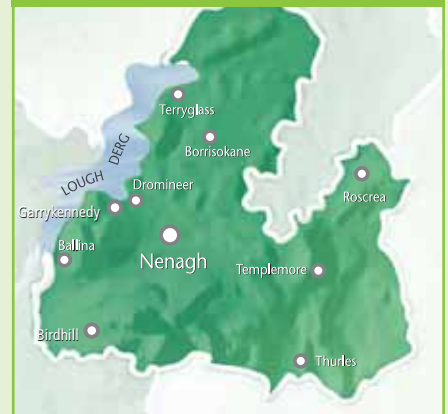 Terryglass
LOUGH DERG
Borrisokane
Roscrea
Dromineer
Garrykennedy
Nenagh
Ballina
Templemore
Birdhill
Thurles